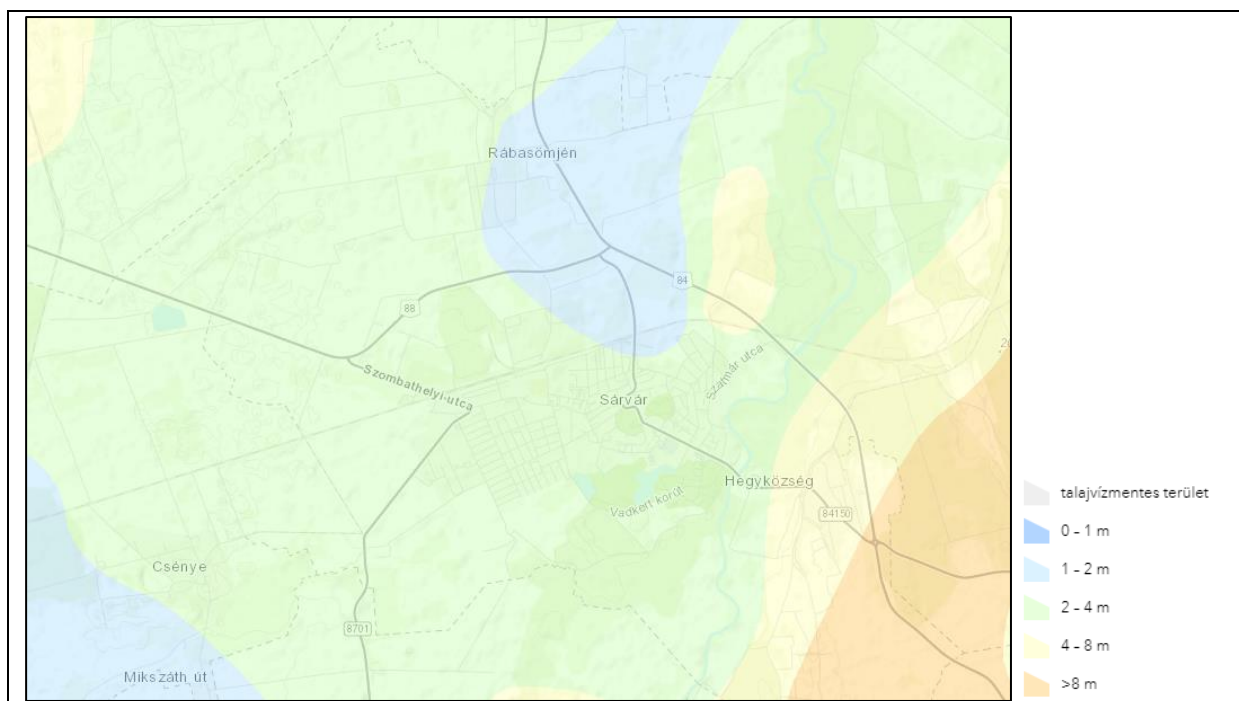 Rábasömjén
84
88
Szombathelyi utca
Szatmár utca
Sárvár
Hegyközség
Vadkert körút
84150
Csénye
8701
Mikszáth út
talajvízmentes terület
0 – 1 m
1 – 2 m
2 – 4 m
4 – 8 m
>8 m